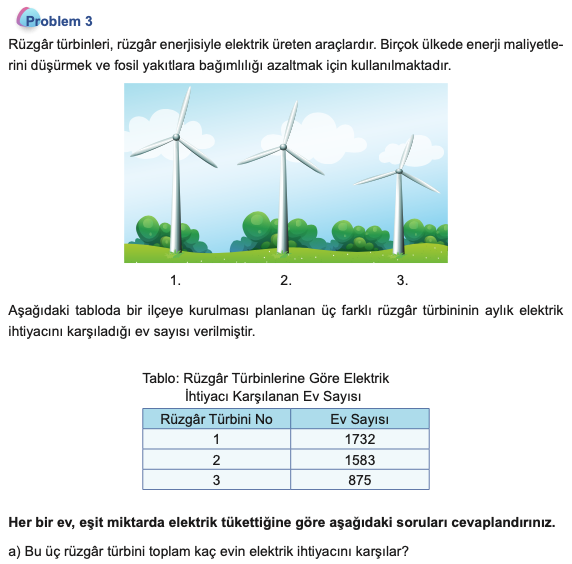 Problem 3
Rüzgâr türbinleri, rüzgâr enerjisiyle elektrik üreten araçlardır. Birçok ülkede enerji maliyetle-
rini düşürmek ve fosil yakıtlara bağımlılığı azaltmak için kullanılmaktadır.
1. 2. 3.
Aşağıdaki tabloda bir ilçeye kurulması planlanan üç farklı rüzgâr türbininin aylık elektrik
ihtiyacını karşıladığı ev sayısı verilmiştir.
Tablo: Rüzgâr Türbinlerine Göre Elektrik
İhtiyacı Karşılanan Ev Sayısı
Rüzgâr Türbini No Ev Sayısı
1 1732
2 1583
3 875
Her bir ev, eşit miktarda elektrik tükettiğine göre aşağıdaki soruları cevaplandırınız.
a) Bu üç rüzgâr türbini toplam kaç evin elektrik ihtiyacını karşılar?